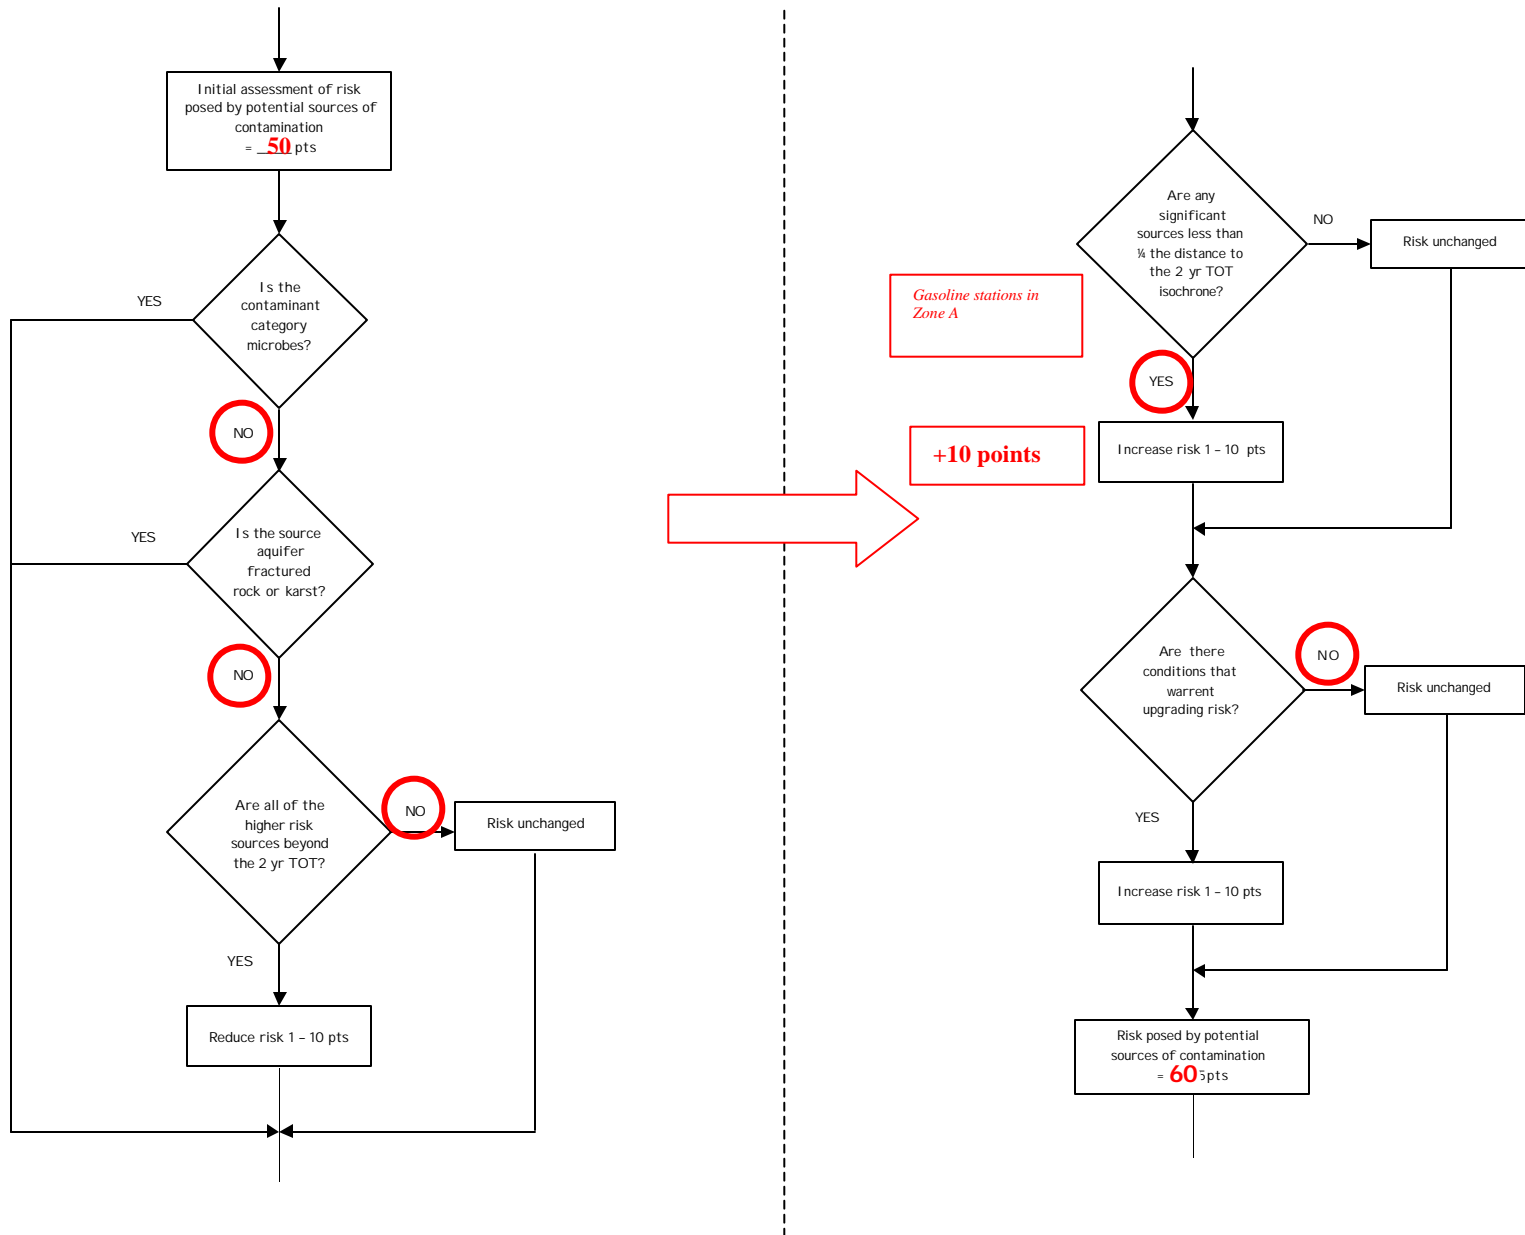 Initial assessment of risk
posed by potential sources of
contamination
= 50 pts
Is the
contaminant
category
microbes?
YES
NO
Is the source
aquifer
fractured
rock or karst?
YES
NO
Are all of the
higher risk
sources beyond
the 2 yr TOT?
NO
Risk unchanged
YES
Reduce risk 1 – 10 pts
Are any
significant
sources less than
¼ the distance to
the 2 yr TOT
isochrone?
NO
Risk unchanged
Gasoline stations in
Zone A
YES
+10 points
Increase risk 1 – 10 pts
Are there
conditions that
warrent
upgrading risk?
NO
Risk unchanged
YES
Increase risk 1 – 10 pts
Risk posed by potential
sources of contamination
= 60 pts